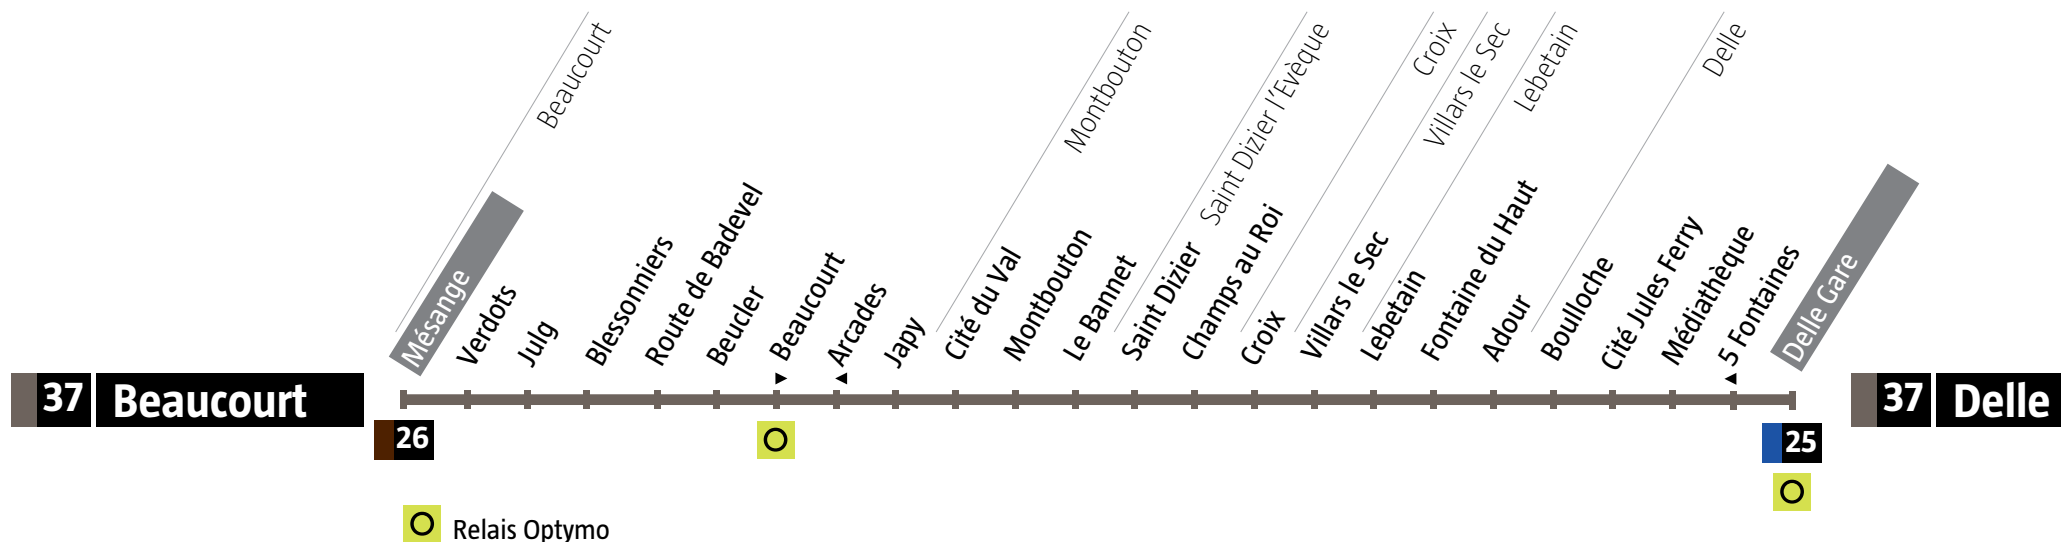 Beaucourt
Montbouton
Saint Dizier l'Evèque
Croix
Villars le Sec
Lebetain
Delle
Mésange
Verdots
Julg
Blessonniers
Route de Badevel
Beucler
Beaucourt
Arcades
Japy
Cité du Val
Montbouton
Le Bannet
Saint Dizier
Champs au Roi
Croix
Villars le Sec
Lebetain
Fontaine du Haut
Adour
Boulloche
Cité Jules Ferry
Médiathèque
5 Fontaines
Delle Gare
37 Beaucourt
37 Delle
26
25
Relais Optymo